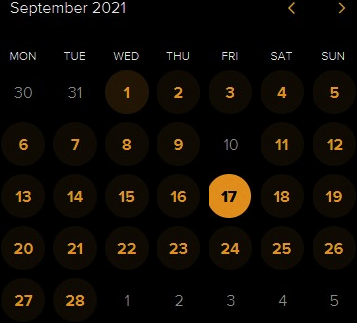 September 2021
MON TUE WED THU FRI SAT SUN
30 31 1 2 3 4 5
6 7 8 9 10 11 12
13 14 15 16 17 18 19
20 21 22 23 24 25 26
27 28 1 2 3 4 5